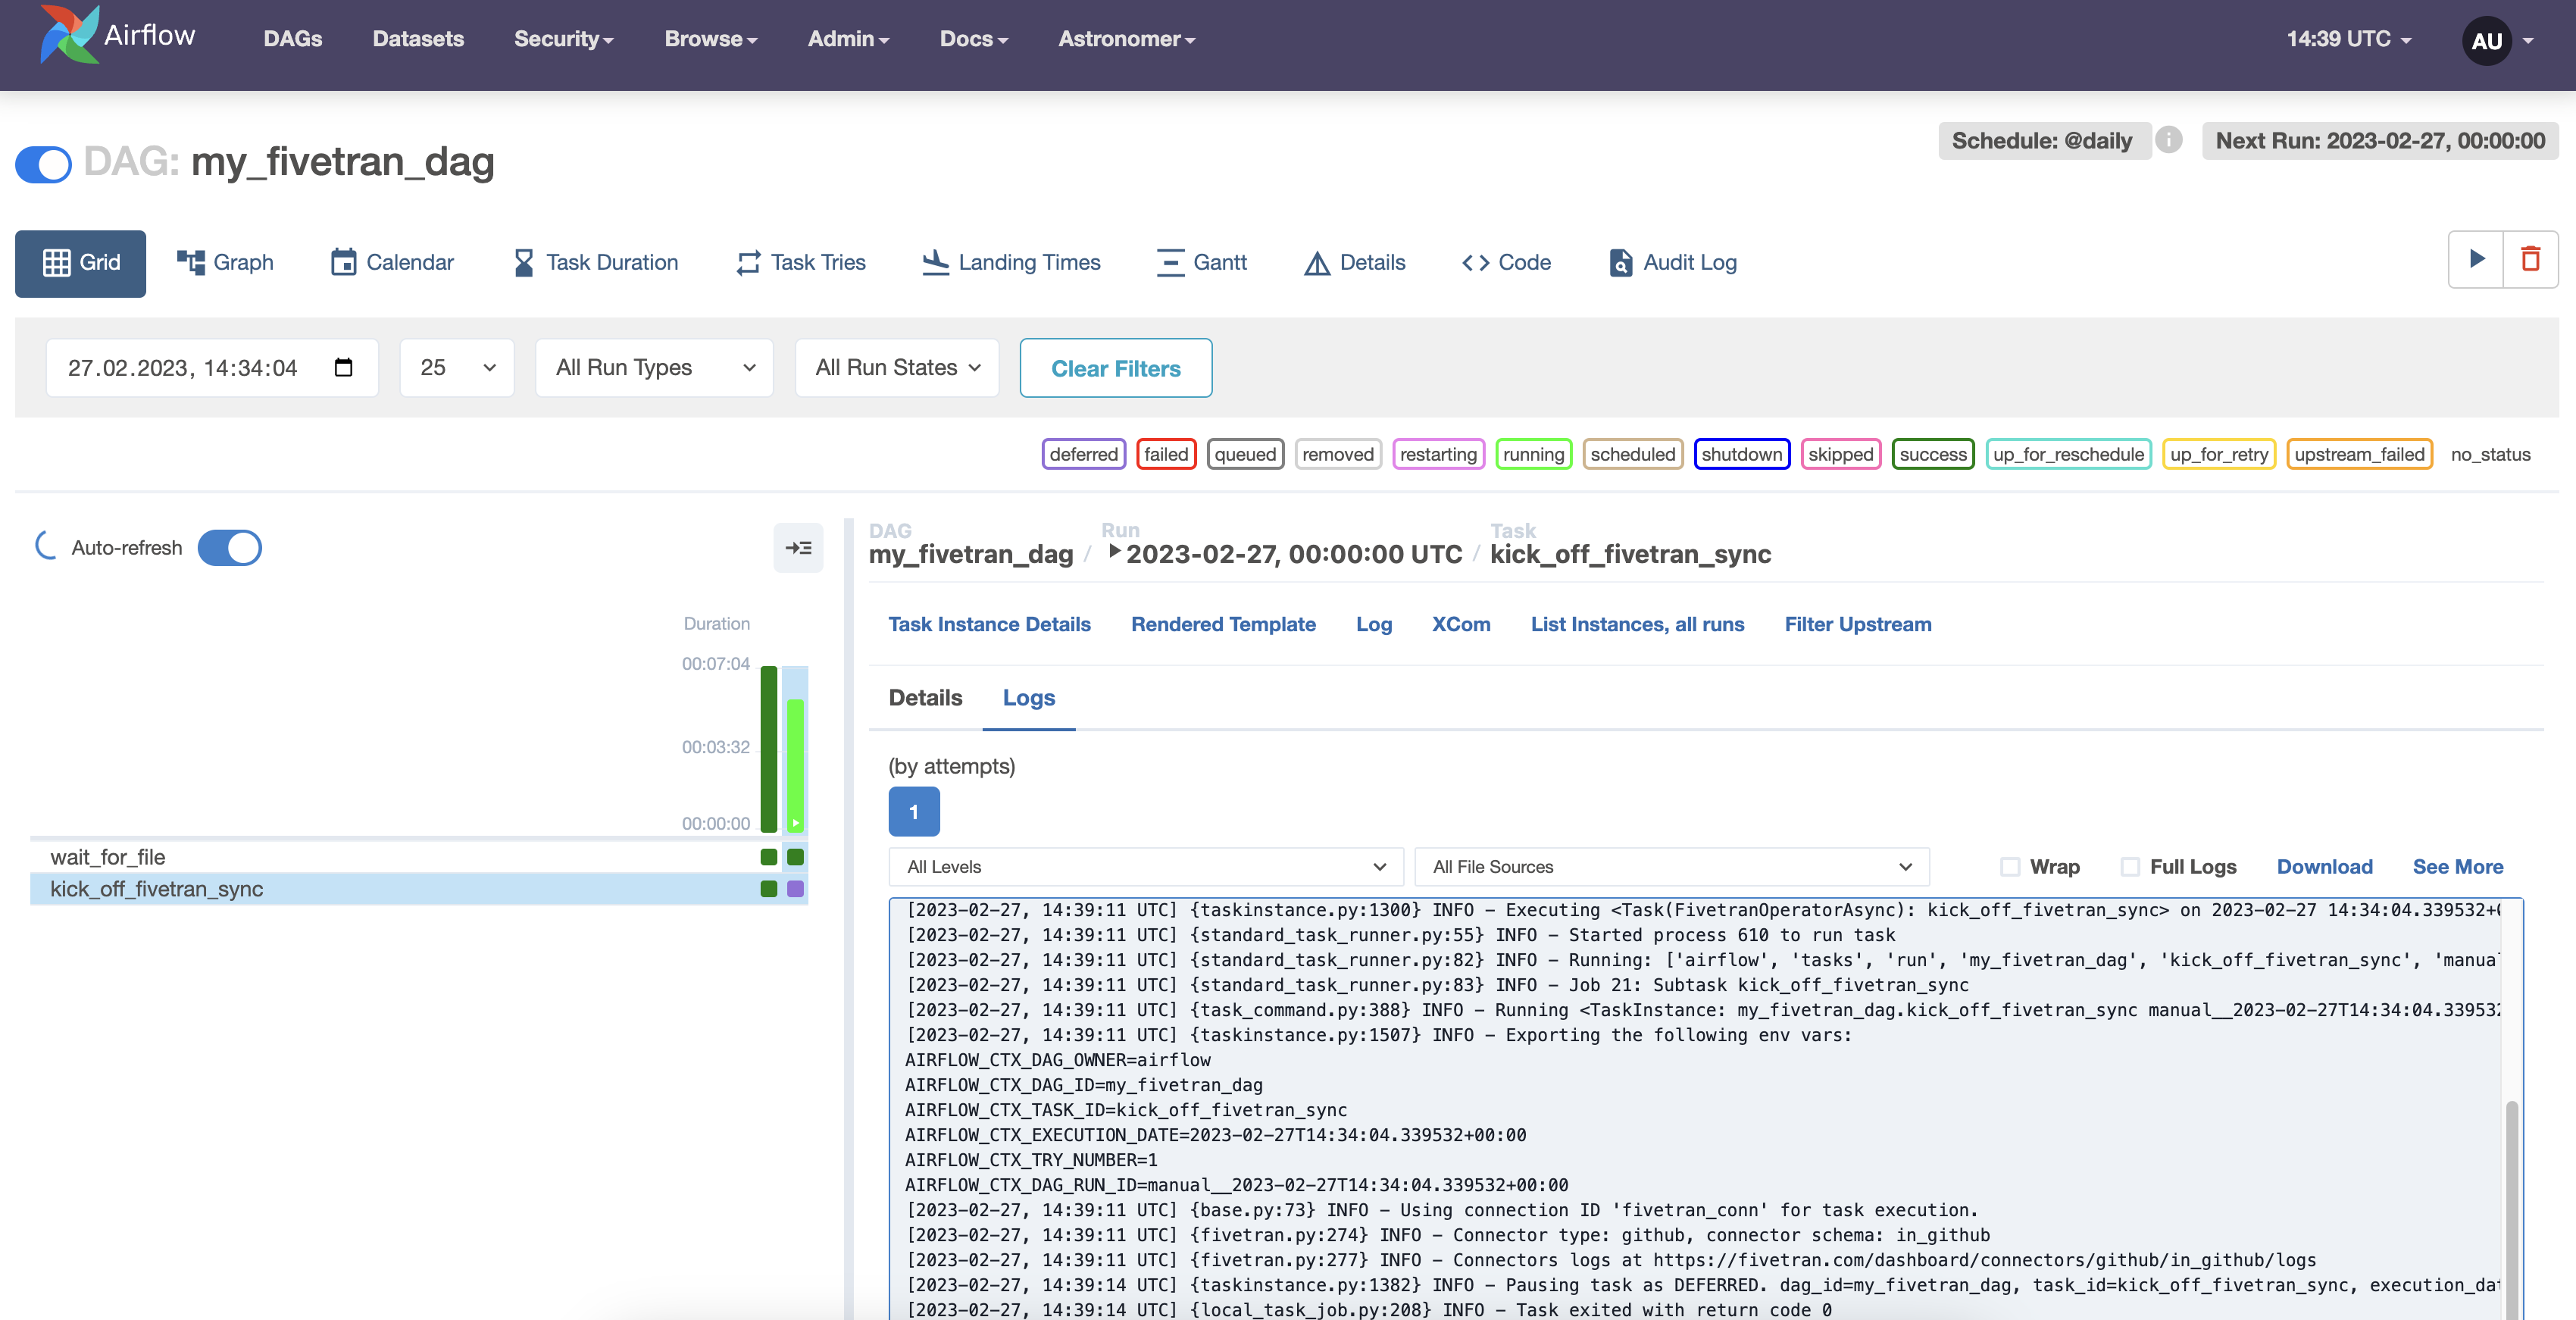 Airflow DAGs Datasets Security Browse Admin Docs Astronomer 14:39 UTC AU
DAG: my_fivetran_dag
Schedule: @daily i Next Run: 2023-02-27, 00:00:00
Grid Graph Calendar Task Duration Task Tries Landing Times Gantt Details Code Audit Log
27.02.2023, 14:34:04 25 All Run Types All Run States Clear Filters
deferred failed queued removed restarting running scheduled shutdown skipped success up_for_reschedule up_for_retry upstream_failed no_status
Auto-refresh
Duration
00:07:04
00:03:32
00:00:00
wait_for_file
kick_off_fivetran_sync
DAG Run Task
my_fivetran_dag / 2023-02-27, 00:00:00 UTC / kick_off_fivetran_sync
Task Instance Details Rendered Template Log XCom List Instances, all runs Filter Upstream
Details Logs
(by attempts)
1
All Levels All File Sources Wrap Full Logs Download See More
[2023-02-27, 14:39:11 UTC] {taskinstance.py:1300} INFO - Executing <Task(FivetranOperatorAsync): kick_off_fivetran_sync> on 2023-02-27 14:34:04.339532+
[2023-02-27, 14:39:11 UTC] {standard_task_runner.py:55} INFO - Started process 610 to run task
[2023-02-27, 14:39:11 UTC] {standard_task_runner.py:82} INFO - Running: ['airflow', 'tasks', 'run', 'my_fivetran_dag', 'kick_off_fivetran_sync', 'manua
[2023-02-27, 14:39:11 UTC] {standard_task_runner.py:83} INFO - Job 21: Subtask kick_off_fivetran_sync
[2023-02-27, 14:39:11 UTC] {task_command.py:388} INFO - Running <TaskInstance: my_fivetran_dag.kick_off_fivetran_sync manual__2023-02-27T14:34:04.339532
[2023-02-27, 14:39:11 UTC] {taskinstance.py:1507} INFO - Exporting the following env vars:
AIRFLOW_CTX_DAG_OWNER=airflow
AIRFLOW_CTX_DAG_ID=my_fivetran_dag
AIRFLOW_CTX_TASK_ID=kick_off_fivetran_sync
AIRFLOW_CTX_EXECUTION_DATE=2023-02-27T14:34:04.339532+00:00
AIRFLOW_CTX_TRY_NUMBER=1
AIRFLOW_CTX_DAG_RUN_ID=manual__2023-02-27T14:34:04.339532+00:00
[2023-02-27, 14:39:11 UTC] {base.py:73} INFO - Using connection ID 'fivetran_conn' for task execution.
[2023-02-27, 14:39:11 UTC] {fivetran.py:274} INFO - Connector type: github, connector schema: in_github
[2023-02-27, 14:39:11 UTC] {fivetran.py:277} INFO - Connectors logs at https://fivetran.com/dashboard/connectors/github/in_github/logs
[2023-02-27, 14:39:14 UTC] {taskinstance.py:1382} INFO - Pausing task as DEFERRED. dag_id=my_fivetran_dag, task_id=kick_off_fivetran_sync, execution_da
[2023-02-27, 14:39:14 UTC] {local_task_job.py:208} INFO - Task exited with return code 0